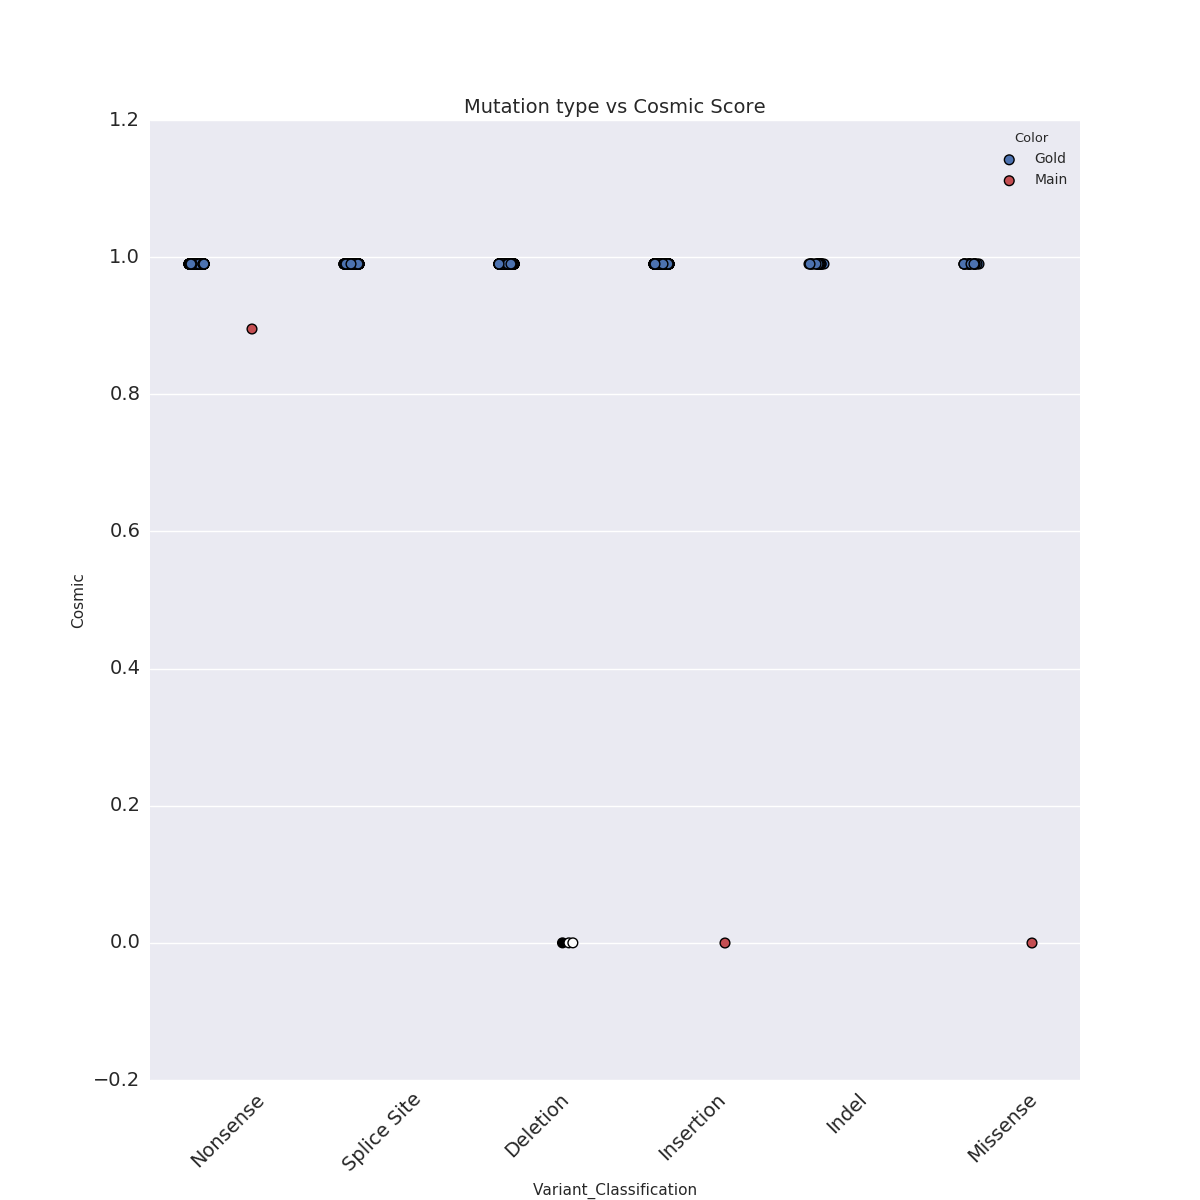 Mutation type vs Cosmic Score
Color
Gold
Main
1.2
1.0
0.8
0.6
0.4
0.2
0.0
−0.2
Cosmic
Nonsense
Splice Site
Deletion
Insertion
Indel
Missense
Variant_Classification